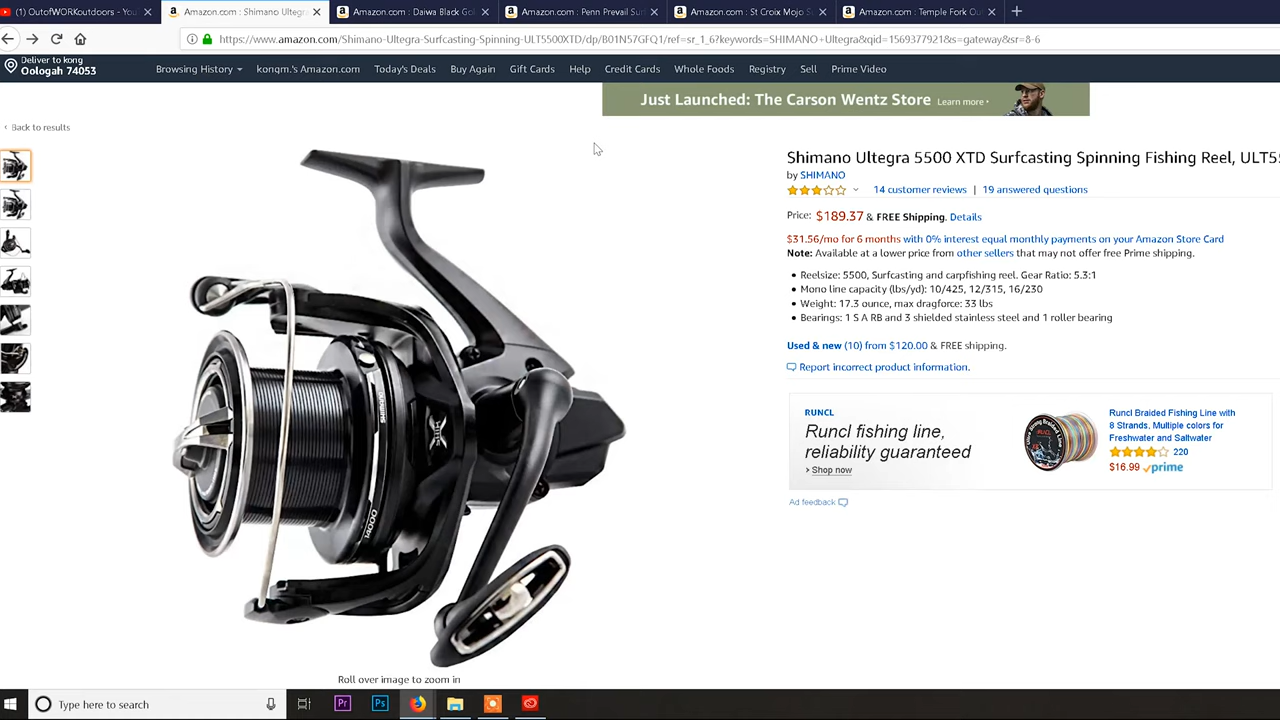 (1) OutofWORKoutdoors - You
Amazon.com : Shimano Ultegra
Amazon.com : Daiwa Black Go
Amazon.com : Penn Prevail Surf
Amazon.com : St Croix Mojo S
Amazon.com : Temple Fork Ou
https://www.amazon.com/Shimano-Ultegra-Surfcasting-Spinning-ULT5500XTD/dp/B01N57GFQ1/ref=sr_1_6?keywords=SHIMANO+Ultegra&qid=1569377921&s=gateway&sr=8-6
Deliver to kong
Oologah 74053
Browsing History
konqm.'s Amazon.com
Today's Deals
Buy Again
Gift Cards
Help
Credit Cards
Whole Foods
Registry
Sell
Prime Video
Just Launched: The Carson Wentz Store Learn more ›
‹ Back to results
Shimano Ultegra 5500 XTD Surfcasting Spinning Fishing Reel, ULT55
by SHIMANO
14 customer reviews | 19 answered questions
Price: $189.37 & FREE Shipping. Details
$31.56/mo for 6 months with 0% interest equal monthly payments on your Amazon Store Card
Note: Available at a lower price from other sellers that may not offer free Prime shipping.
• Reelsize: 5500, Surfcasting and carpfishing reel. Gear Ratio: 5.3:1
• Mono line capacity (lbs/yd): 10/425, 12/315, 16/230
• Weight: 17.3 ounce, max dragforce: 33 lbs
• Bearings: 1 S A RB and 3 shielded stainless steel and 1 roller bearing
Used & new (10) from $120.00 & FREE shipping.
Report incorrect product information.
RUNCL
Runcl fishing line,
reliability guaranteed
› Shop now
Runcl Braided Fishing Line with
8 Strands, Multiple colors for
Freshwater and Saltwater
220
$16.99 prime
Ad feedback
SHIMANO
14000
Roll over image to zoom in
Type here to search
Pr
Ps